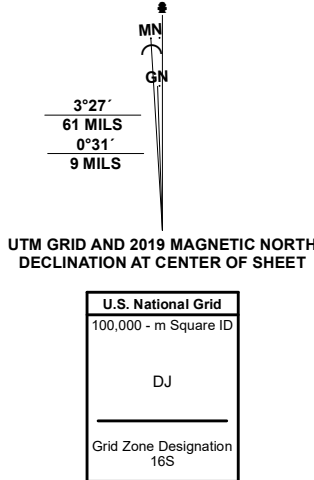 MN
GN
3°27´
61 MILS
0°31´
9 MILS
UTM GRID AND 2019 MAGNETIC NORTH
DECLINATION AT CENTER OF SHEET
U.S. National Grid
100,000 - m Square ID
DJ
Grid Zone Designation
16S